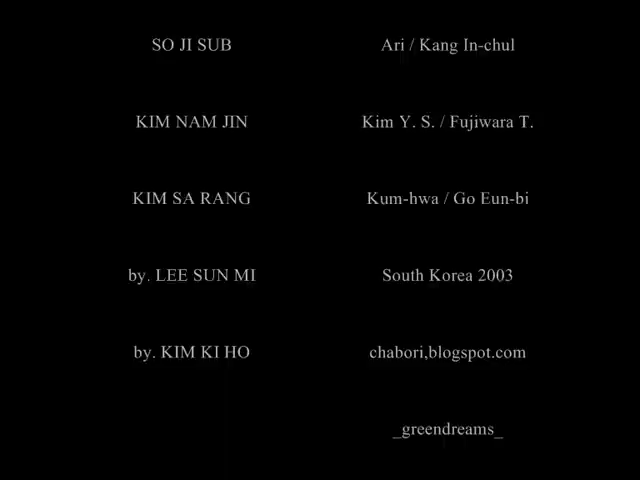 SO JI SUB Ari / Kang In-chul
KIM NAM JIN Kim Y. S. / Fujiwara T.
KIM SA RANG Kum-hwa / Go Eun-bi
by. LEE SUN MI South Korea 2003
by. KIM KI HO chabori,blogspot.com
_greendreams_